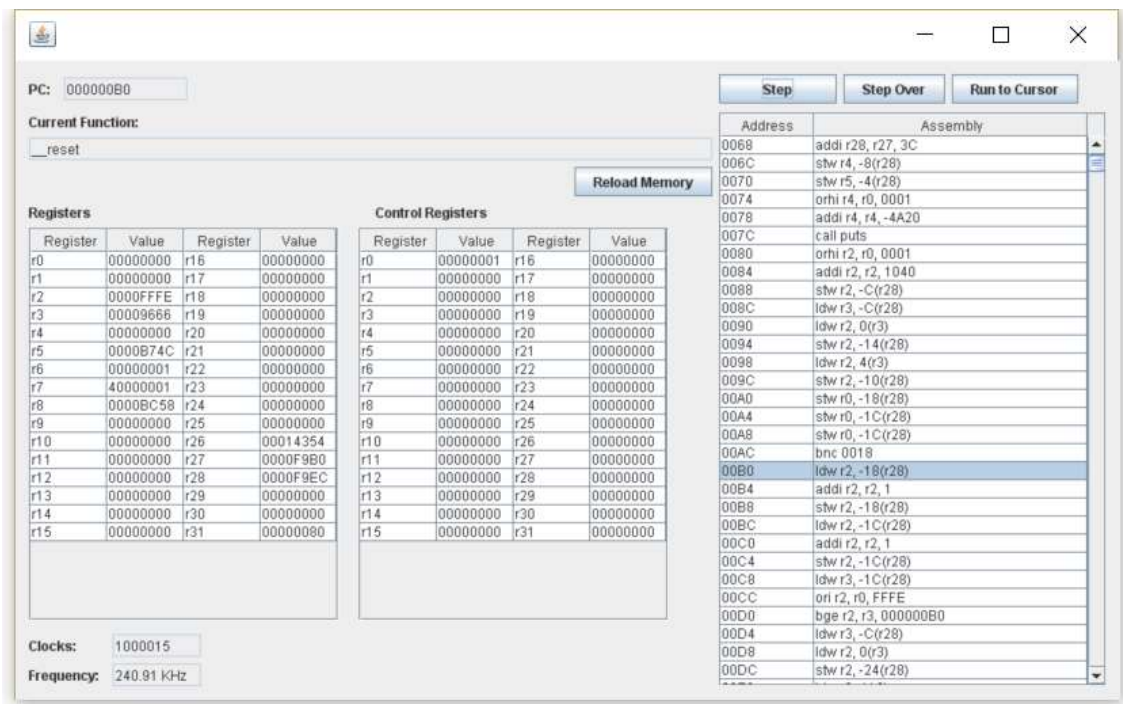 PC: 000000B0
Step Step Over Run to Cursor
Current Function:
__reset
Reload Memory
Registers
Register Value Register Value
r0 00000000 r16 00000000
r1 00000000 r17 00000000
r2 0000FFFE r18 00000000
r3 00009666 r19 00000000
r4 00000000 r20 00000000
r5 0000B74C r21 00000000
r6 00000001 r22 00000000
r7 40000001 r23 00000000
r8 0000BC58 r24 00000000
r9 00000000 r25 00000000
r10 00000000 r26 00014354
r11 00000000 r27 0000F9B0
r12 00000000 r28 0000F9EC
r13 00000000 r29 00000000
r14 00000000 r30 00000000
r15 00000000 r31 00000080
Control Registers
Register Value Register Value
r0 00000001 r16 00000000
r1 00000000 r17 00000000
r2 00000000 r18 00000000
r3 00000000 r19 00000000
r4 00000000 r20 00000000
r5 00000000 r21 00000000
r6 00000000 r22 00000000
r7 00000000 r23 00000000
r8 00000000 r24 00000000
r9 00000000 r25 00000000
r10 00000000 r26 00000000
r11 00000000 r27 00000000
r12 00000000 r28 00000000
r13 00000000 r29 00000000
r14 00000000 r30 00000000
r15 00000000 r31 00000000
Clocks: 1000015
Frequency: 240.91 KHz
Address Assembly
0068 addi r28, r27, 3C
006C stw r4, -8(r28)
0070 stw r5, -4(r28)
0074 orhi r4, r0, 0001
0078 addi r4, r4, -4A20
007C call puts
0080 orhi r2, r0, 0001
0084 addi r2, r2, 1040
0088 stw r2, -C(r28)
008C ldw r3, -C(r28)
0090 ldw r2, 0(r3)
0094 stw r2, -14(r28)
0098 ldw r2, 4(r3)
009C stw r2, -10(r28)
00A0 stw r0, -18(r28)
00A4 stw r0, -1C(r28)
00A8 stw r0, -1C(r28)
00AC bnc 0018
00B0 ldw r2, -18(r28)
00B4 addi r2, r2, 1
00B8 stw r2, -18(r28)
00BC ldw r2, -1C(r28)
00C0 addi r2, r2, 1
00C4 stw r2, -1C(r28)
00C8 ldw r3, -1C(r28)
00CC ori r2, r0, FFFE
00D0 bge r2, r3, 000000B0
00D4 ldw r3, -C(r28)
00D8 ldw r2, 0(r3)
00DC stw r2, -24(r28)